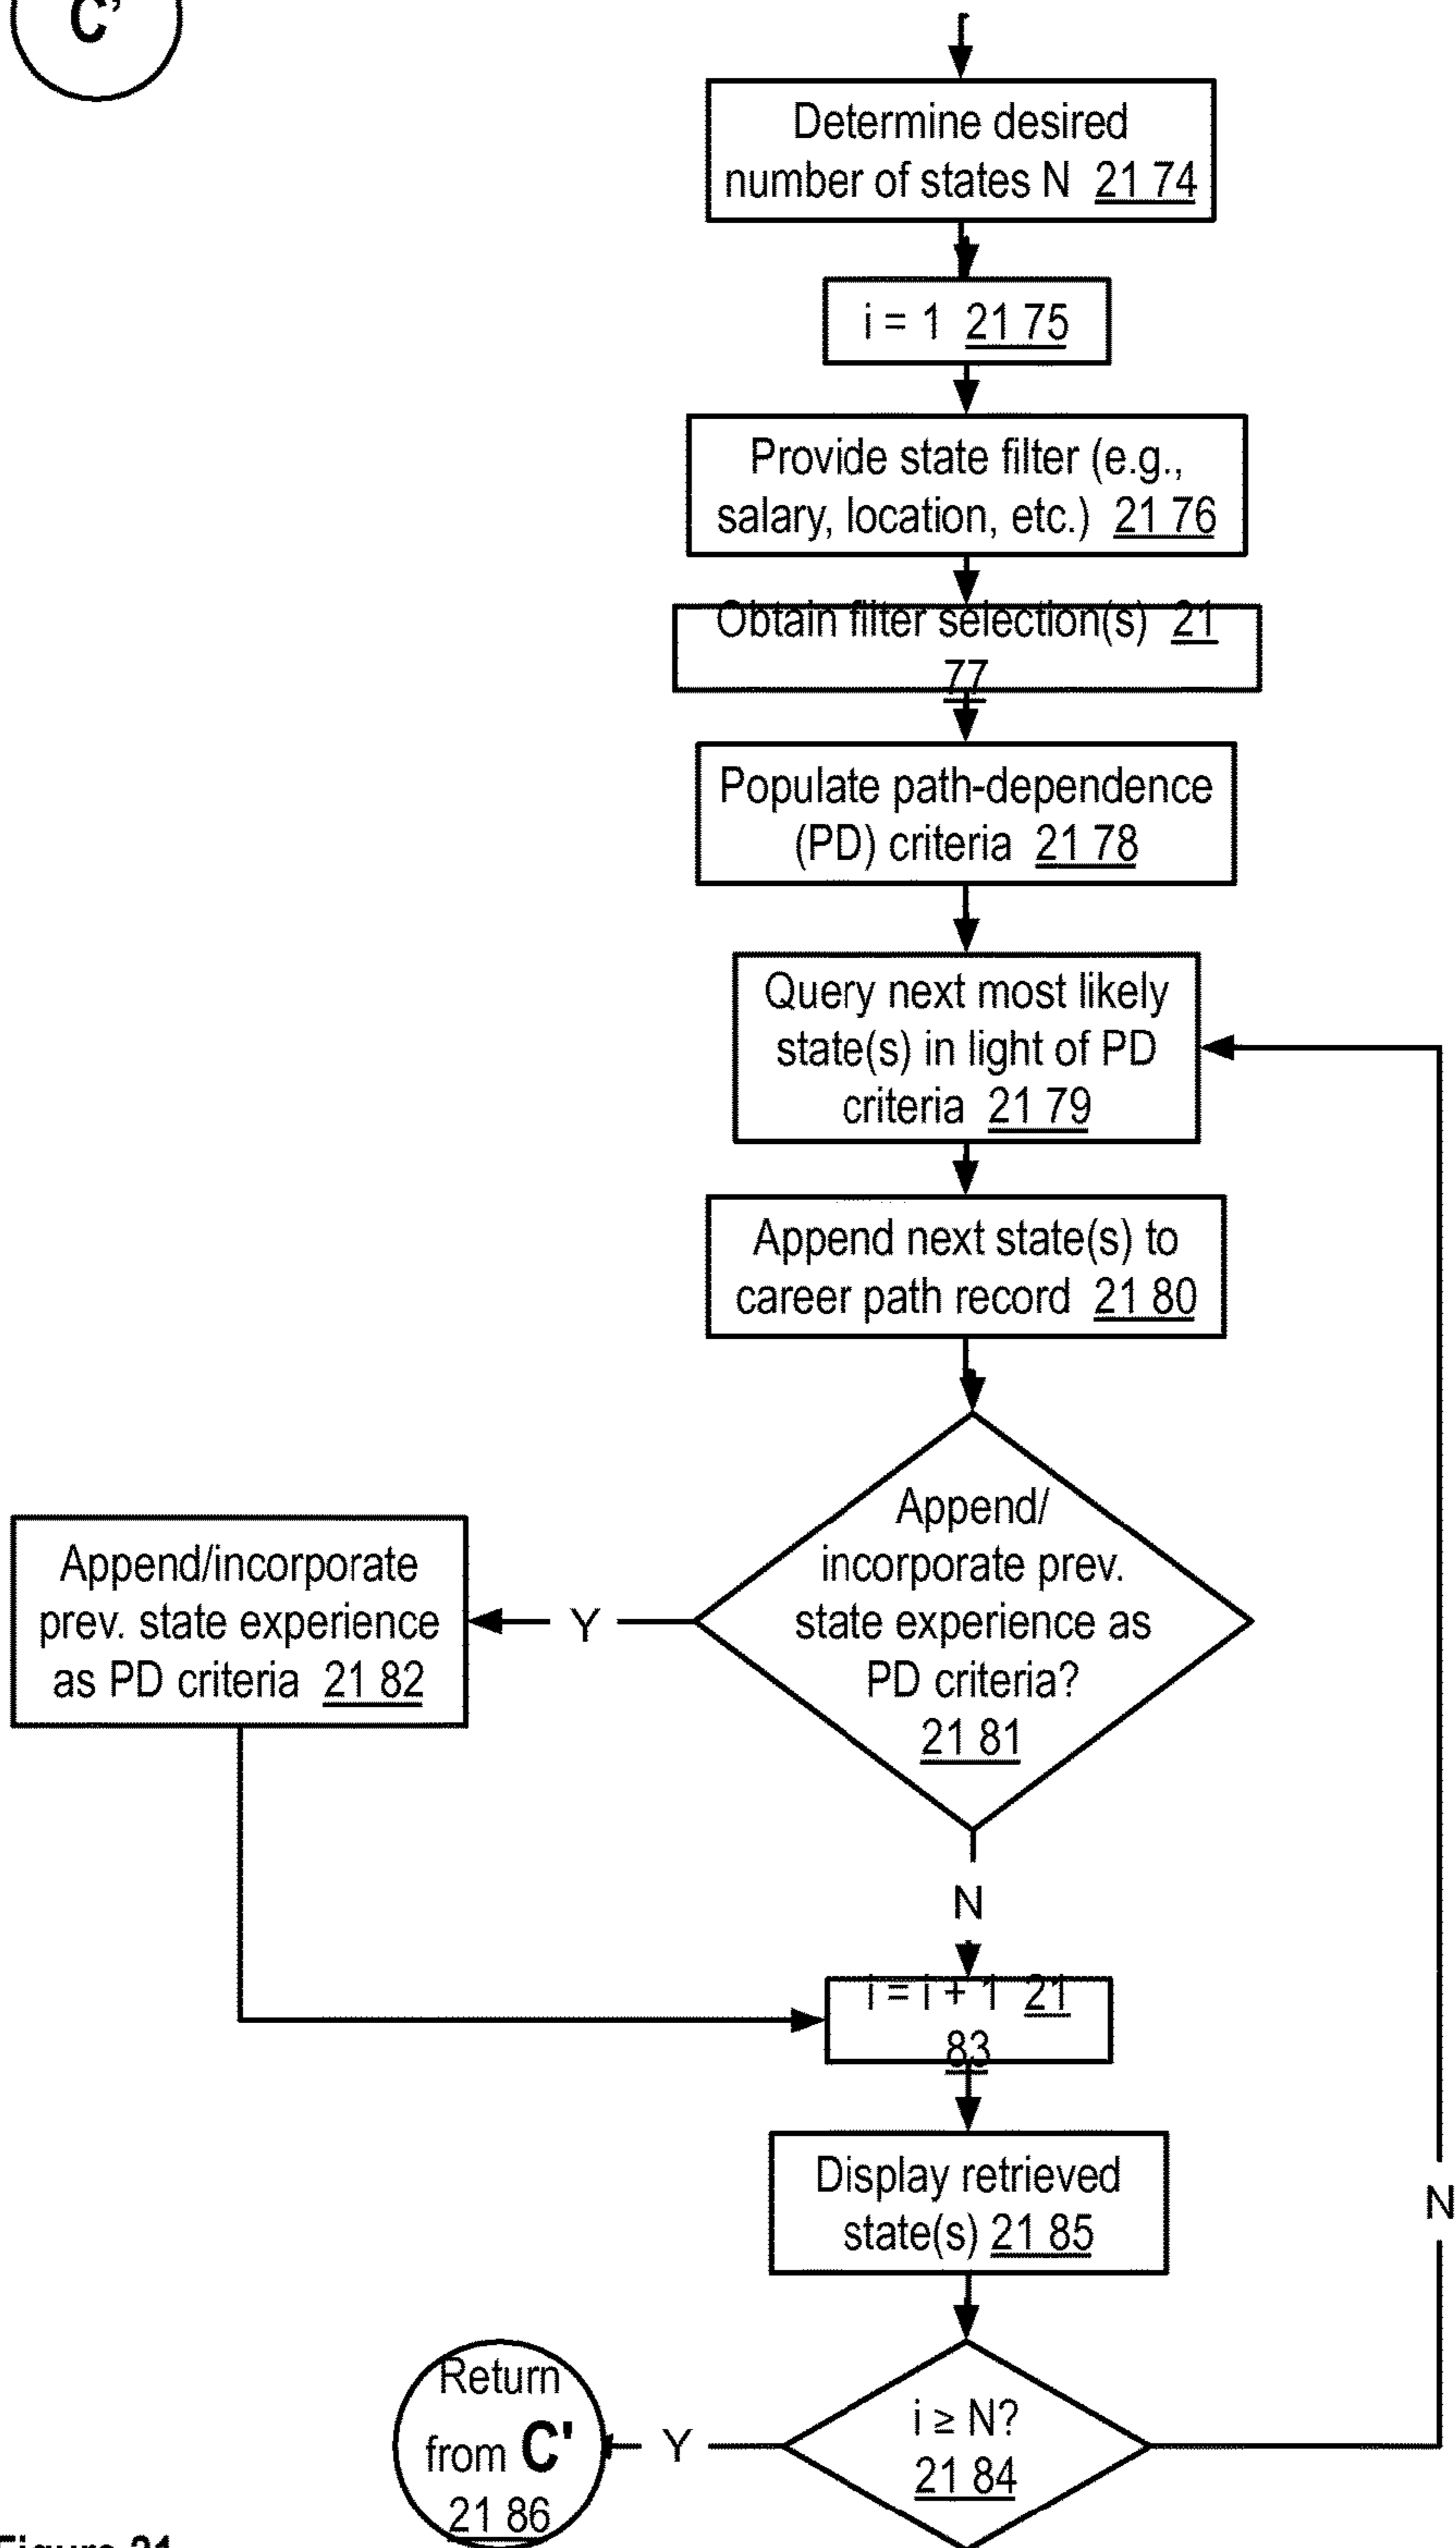 C'
Determine desired
number of states N 21 74
i = 1 21 75
Provide state filter (e.g.,
salary, location, etc.) 21 76
Obtain filter selection(s) 21
77
Populate path-dependence
(PD) criteria 21 78
Query next most likely
state(s) in light of PD
criteria 21 79
Append next state(s) to
career path record 21 80
Append/
incorporate prev.
state experience as
PD criteria?
21 81
Y
Append/incorporate
prev. state experience
as PD criteria 21 82
N
i = i + 1 21
83
Display retrieved
state(s) 21 85
N
i ≥ N?
21 84
Y
Return
from C'
21 86
Figure 21